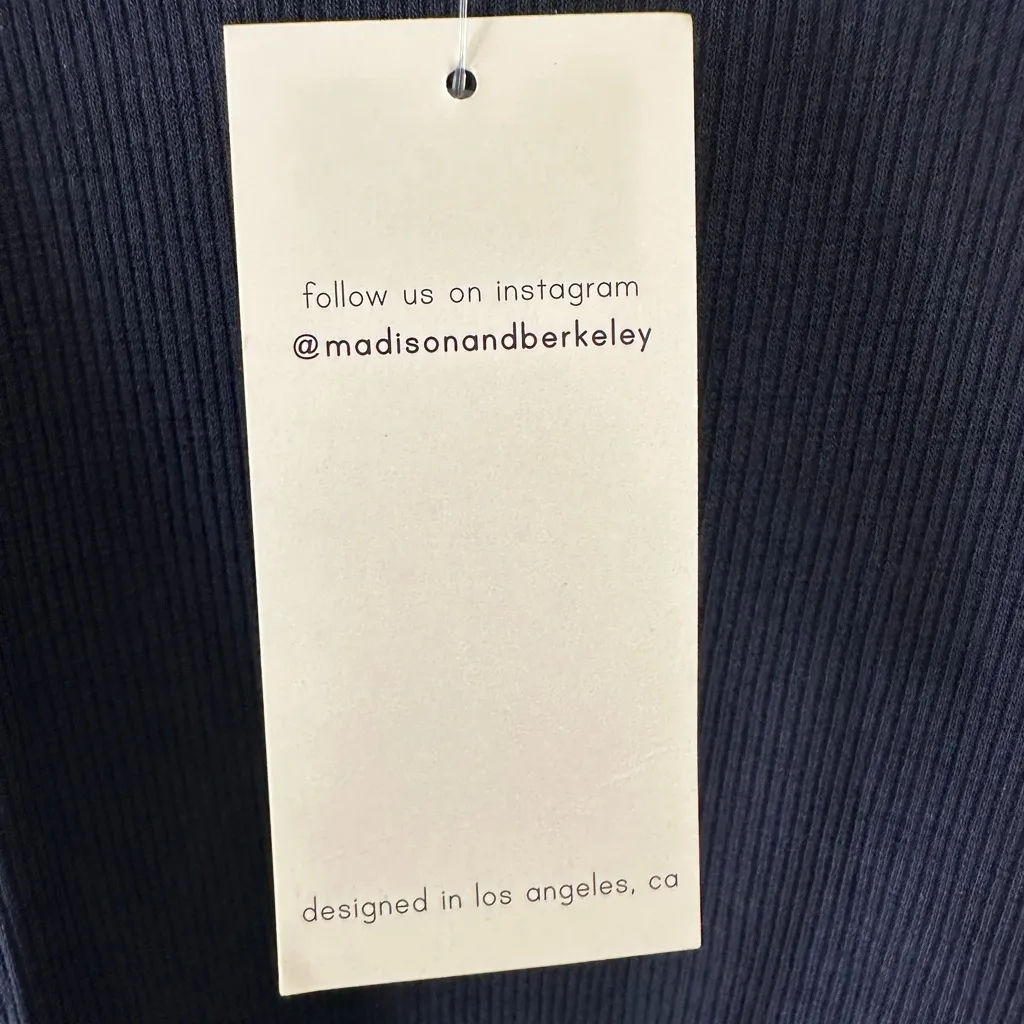 follow us on instagram
@madisonandberkeley
designed in los angeles, ca